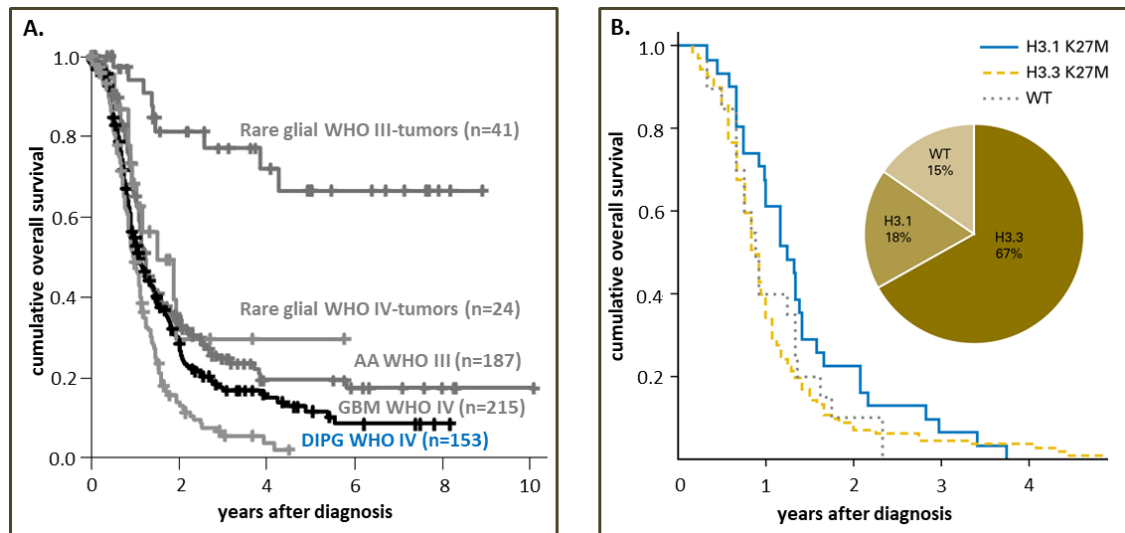 A.
1.0
0.8
0.6
0.4
0.2
0.0
cumulative overall survival
Rare glial WHO III-tumors (n=41)
Rare glial WHO IV-tumors (n=24)
AA WHO III (n=187)
GBM WHO IV (n=215)
DIPG WHO IV (n=153)
0 2 4 6 8 10
years after diagnosis
B.
1.0
0.8
0.6
0.4
0.2
cumulative overall survival
H3.1 K27M
H3.3 K27M
WT
WT
15%
H3.1
18%
H3.3
67%
0 1 2 3 4
years after diagnosis